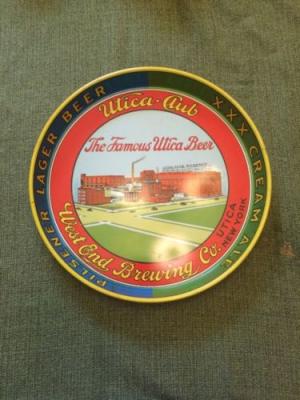 Utica-Club
PILSENER LAGER BEER
XXX CREAM ALE
The Famous Utica Beer
West End Brewing Co.
UTICA,
NEW YORK